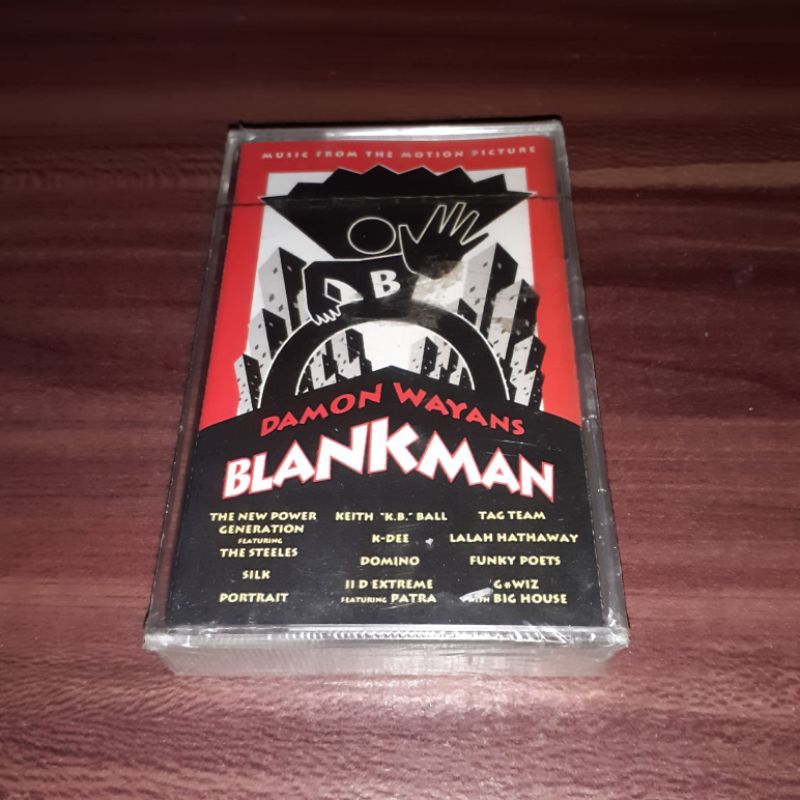 MUSIC FROM THE MOTION PICTURE
B
DAMON WAYANS
BLANKMAN
THE NEW POWER
GENERATION
FEATURING
THE STEELES
SILK
PORTRAIT
KEITH "K.B." BALL
K-DEE
DOMINO
II D EXTREME
FEATURING PATRA
TAG TEAM
LALAH HATHAWAY
FUNKY POETS
G*WIZ
WITH BIG HOUSE